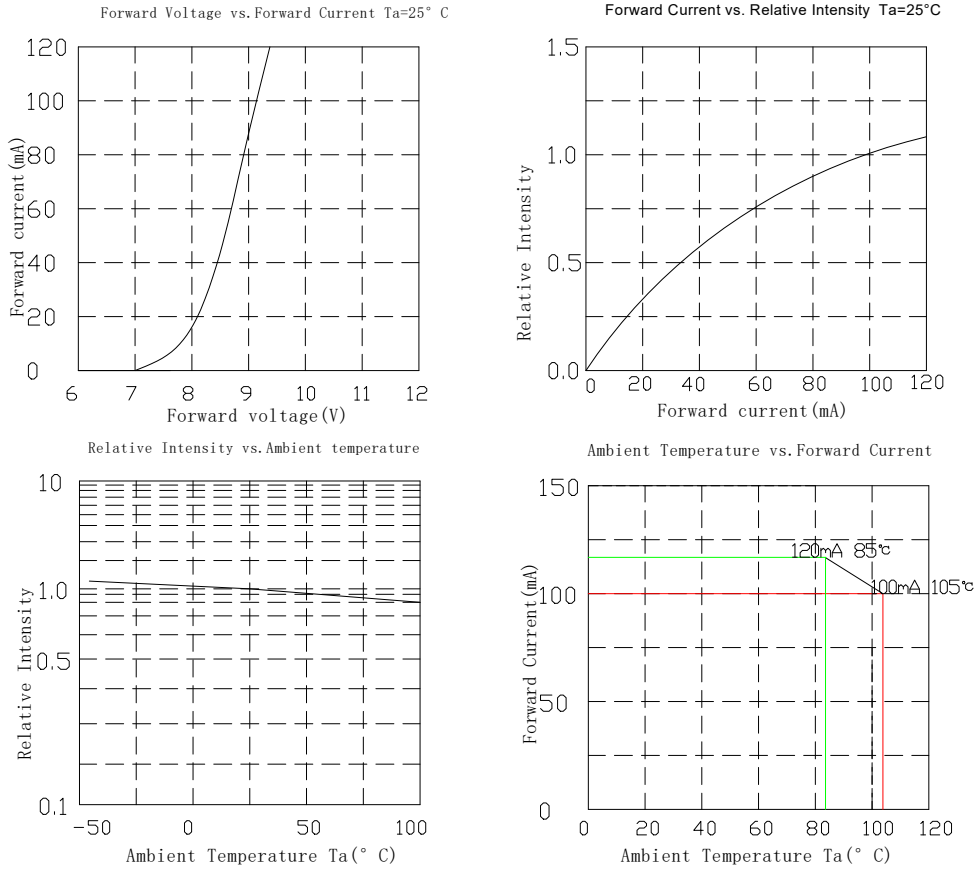 Forward Voltage vs.Forward Current Ta=25° C
120
100
80
60
40
20
0
6 7 8 9 10 11 12
Forward current(mA)
Forward voltage(V)
Forward Current vs. Relative Intensity Ta=25°C
1.5
1.0
0.5
0.0
0 20 40 60 80 100 120
Relative Intensity
Forward current(mA)
Relative Intensity vs.Ambient temperature
10
1.0
0.5
0.1
-50 0 50 100
Relative Intensity
Ambient Temperature Ta(° C)
Ambient Temperature vs.Forward Current
150
100
50
0
120mA 85℃
100mA 105℃
0 20 40 60 80 100 120
Forward Current(mA)
Ambient Temperature Ta(° C)